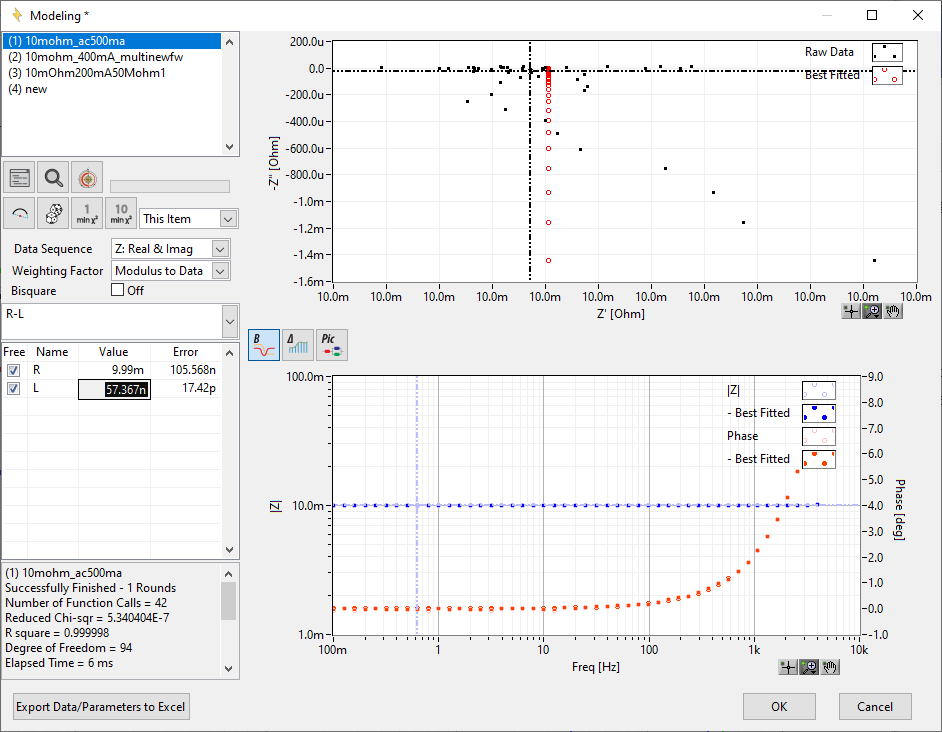 Modeling *
(1) 10mohm_ac500ma
(2) 10mohm_400mA_multinewfw
(3) 10mOhm200mA50Mohm1
(4) new
1
min χ²
10
min χ²
This Item
Data Sequence
Z: Real & Imag
Weighting Factor
Modulus to Data
Bisquare
Off
R-L
Free Name Value Error
R 9.99m 105.568n
L 57.367n 17.42p
(1) 10mohm_ac500ma
Successfully Finished - 1 Rounds
Number of Function Calls = 42
Reduced Chi-sqr = 5.340404E-7
R square = 0.999998
Degree of Freedom = 94
Elapsed Time = 6 ms
Export Data/Parameters to Excel
-Z" [Ohm]
200.0u
0.0
-200.0u
-400.0u
-600.0u
-800.0u
-1.0m
-1.2m
-1.4m
-1.6m
Raw Data
Best Fitted
10.0m 10.0m 10.0m 10.0m 10.0m 10.0m 10.0m 10.0m 10.0m 10.0m 10.0m 10.0m
Z' [Ohm]
B
Δ
Pic
|Z|
100.0m
10.0m
1.0m
|Z|
- Best Fitted
Phase
- Best Fitted
9.0
8.0
7.0
6.0
5.0
4.0
3.0
2.0
1.0
0.0
-1.0
Phase [deg]
100m 1 10 100 1k 10k
Freq [Hz]
OK
Cancel